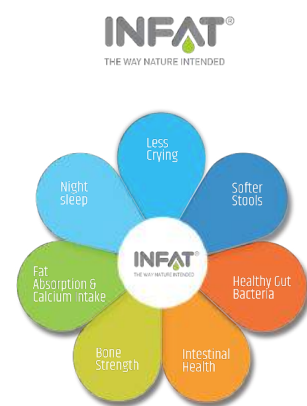 INFAT®
THE WAY NATURE INTENDED
Less
Crying
Softer
Stools
Healthy Gut
Bacteria
Intestinal
Health
Bone
Strength
Fat
Absorption &
Calcium Intake
Night
sleep
INFAT®
THE WAY NATURE INTENDED